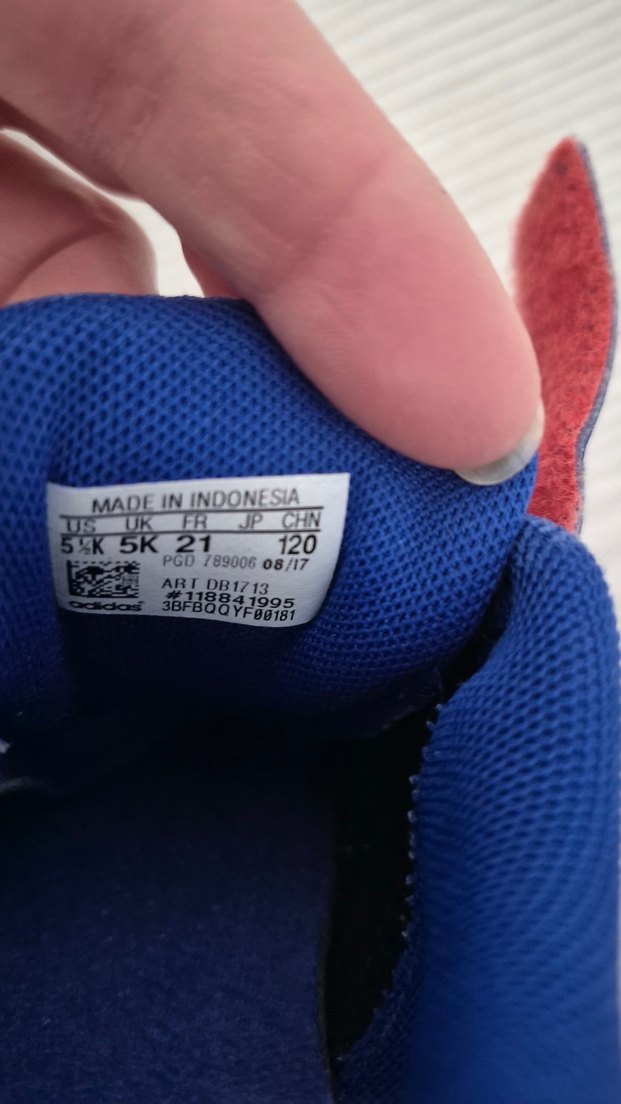 MADE IN INDONESIA
US UK FR JP CHN
5½K 5K 21 120
PGD 789006 08/17
ART DB1713
#118841995
adidas 3BFBQQYF00181